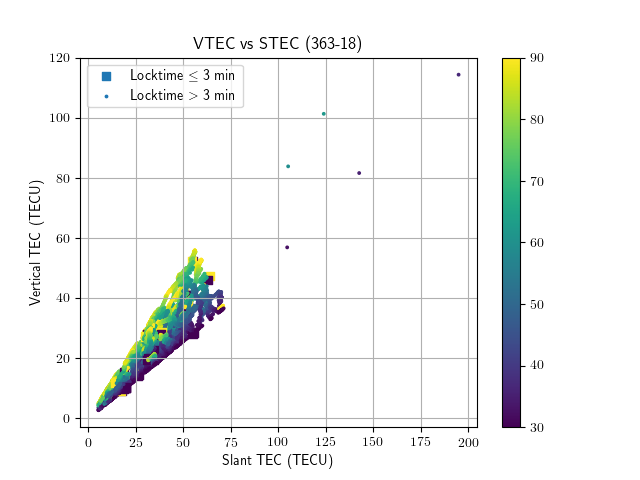 VTEC vs STEC (363-18)
Locktime ≤ 3 min
Locktime > 3 min
Vertical TEC (TECU)
120
100
80
60
40
20
0
0 25 50 75 100 125 150 175 200
Slant TEC (TECU)
90
80
70
60
50
40
30